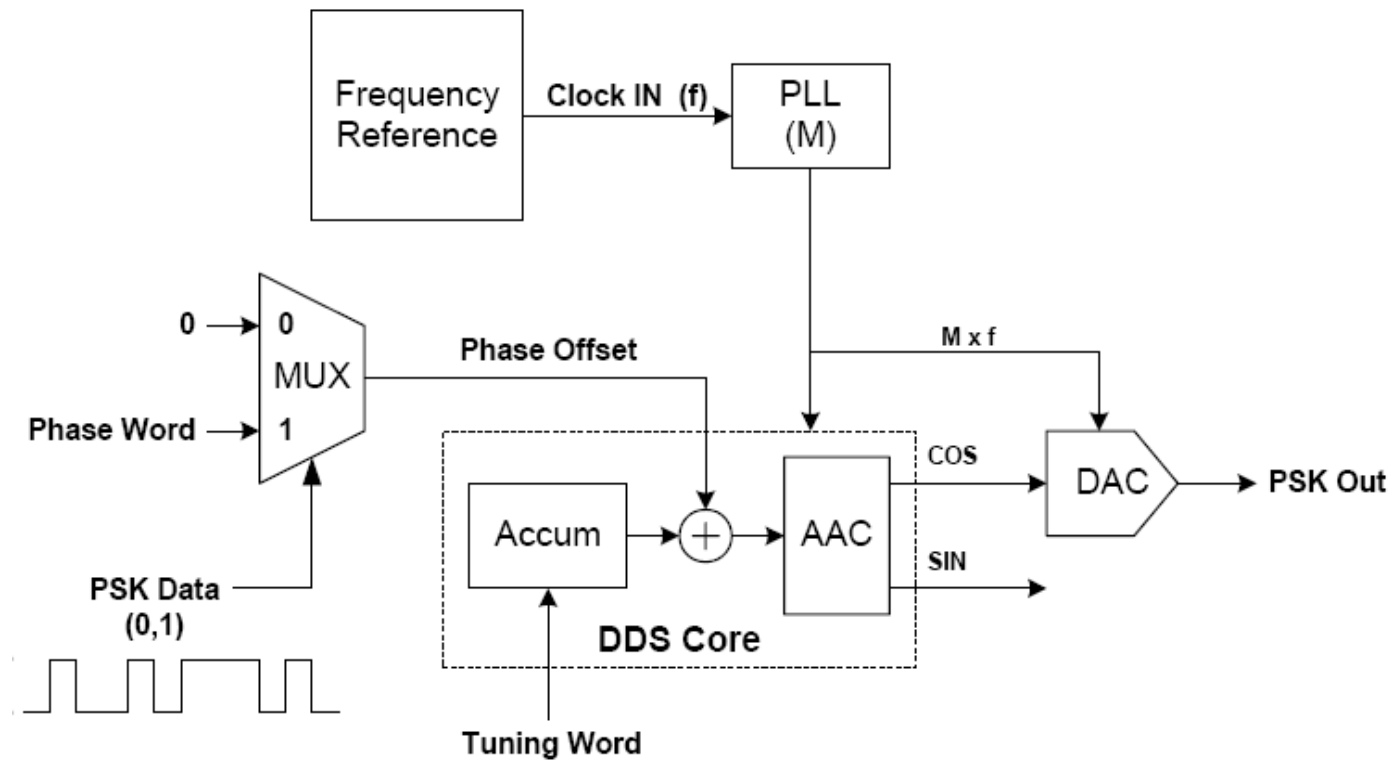 Frequency
Reference
Clock IN (f)
PLL
(M)
0
0
MUX
Phase Word
1
Phase Offset
M x f
PSK Data
(0,1)
Accum
+
AAC
COS
SIN
DAC
PSK Out
DDS Core
Tuning Word